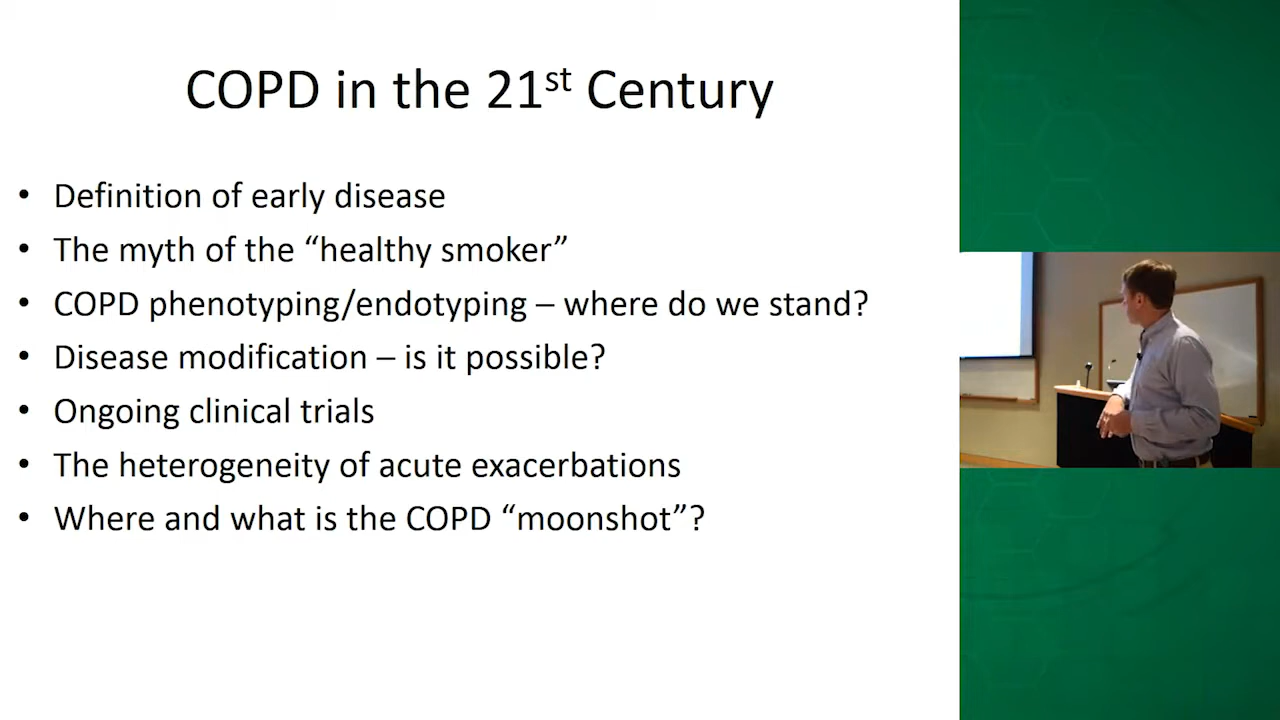 COPD in the 21st Century
• Definition of early disease
• The myth of the “healthy smoker”
• COPD phenotyping/endotyping – where do we stand?
• Disease modification – is it possible?
• Ongoing clinical trials
• The heterogeneity of acute exacerbations
• Where and what is the COPD “moonshot”?